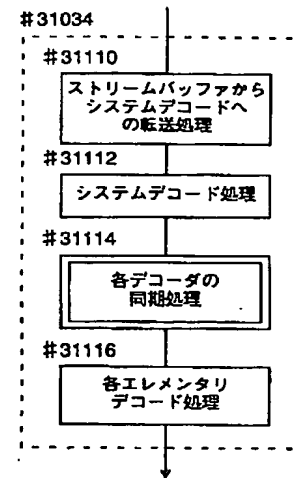 #31034
#31110
ストリームバッファから
システムデコードへ
の転送処理
#31112
システムデコード処理
#31114
各デコーダの
同期処理
#31116
各エレメンタリ
デコード処理